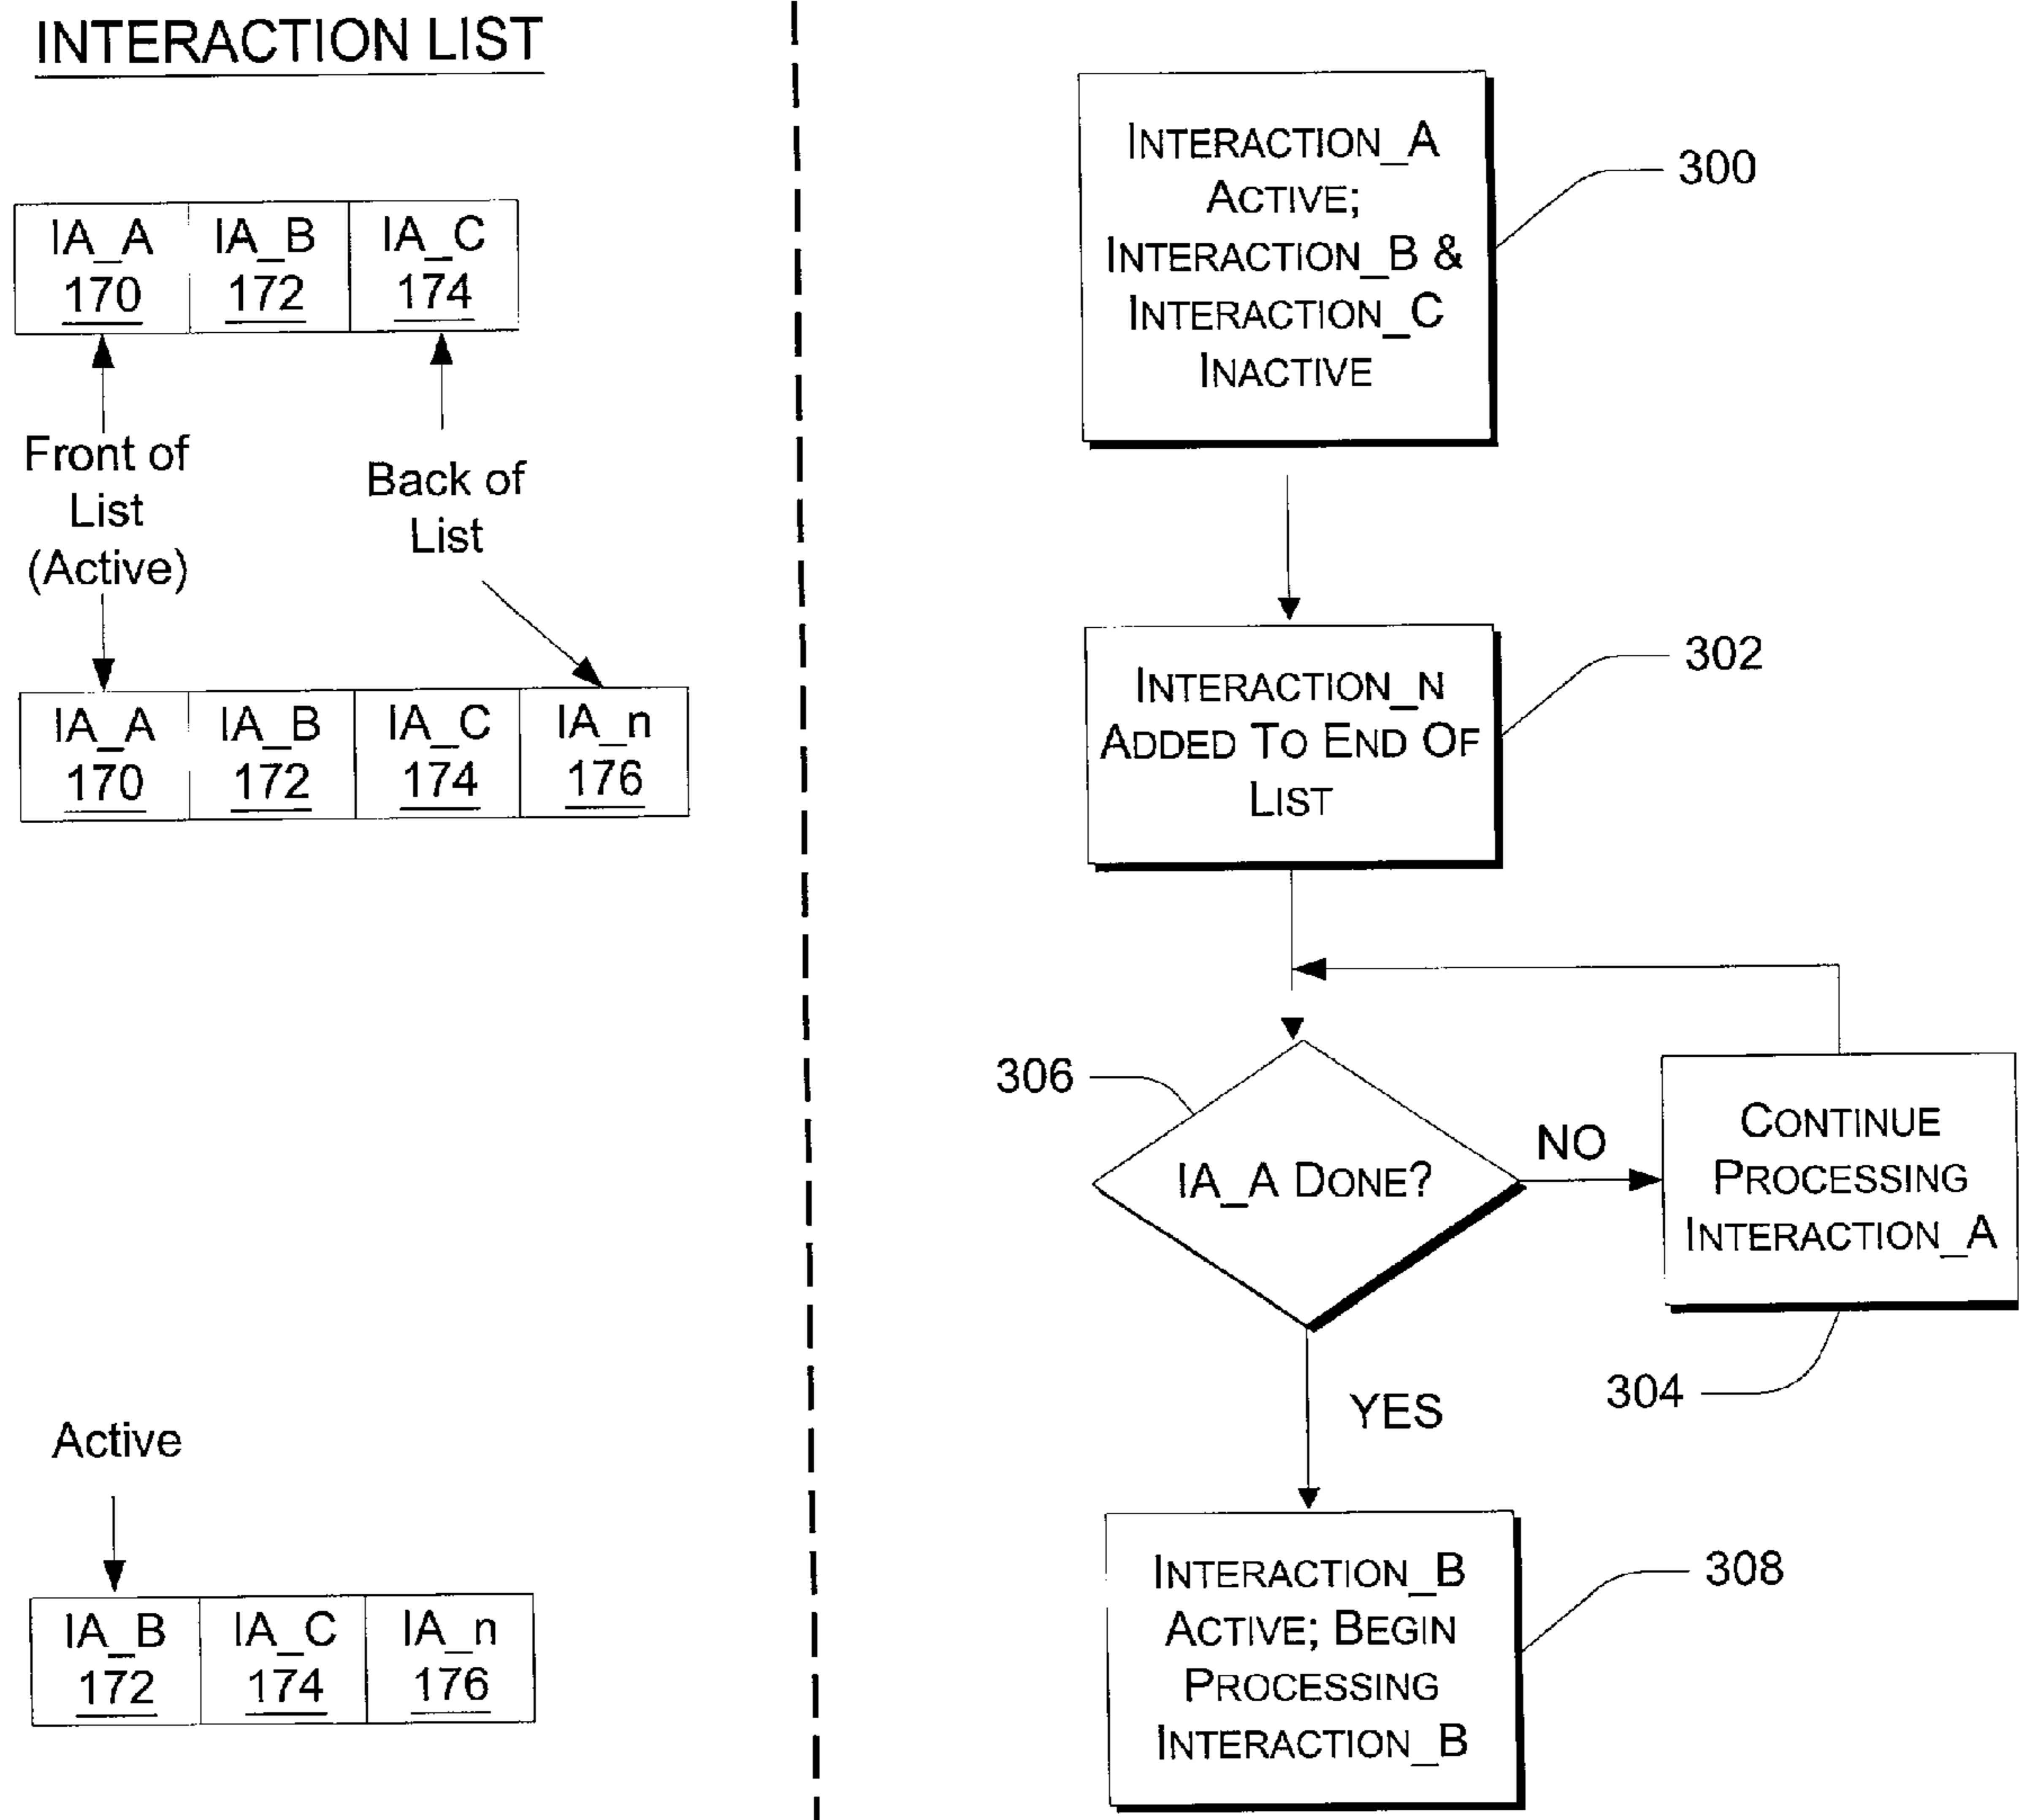 INTERACTION LIST
IA_A
170
IA_B
172
IA_C
174
Front of
List
(Active)
Back of
List
IA_A
170
IA_B
172
IA_C
174
IA_n
176
Active
IA_B
172
IA_C
174
IA_n
176
INTERACTION_A
ACTIVE;
INTERACTION_B &
INTERACTION_C
INACTIVE
300
INTERACTION_N
ADDED TO END OF
LIST
302
306
IA_A DONE?
NO
CONTINUE
PROCESSING
INTERACTION_A
304
YES
INTERACTION_B
ACTIVE; BEGIN
PROCESSING
INTERACTION_B
308